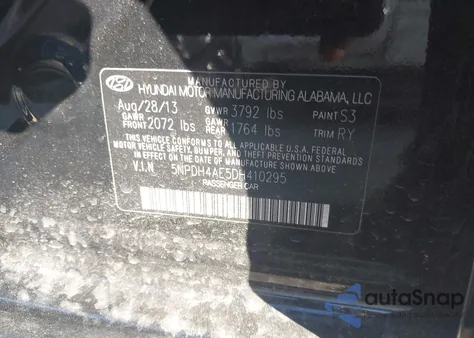 MANUFACTURED BY
HYUNDAI MOTOR MANUFACTURING ALABAMA, LLC
Aug/28/13 GVWR 3792 lbs PAINT S3
GAWR FRONT 2072 lbs GAWR REAR 1764 lbs TRIM RY
THIS VEHICLE CONFORMS TO ALL APPLICABLE U.S.A. FEDERAL
MOTOR VEHICLE SAFETY, BUMPER, AND THEFT PREVENTION
STANDARDS IN EFFECT ON THE DATE OF MANUFACTURE
SHOWN ABOVE.
V.I.N 5NPDH4AE5DH410295
PASSENGER CAR
autoSnap